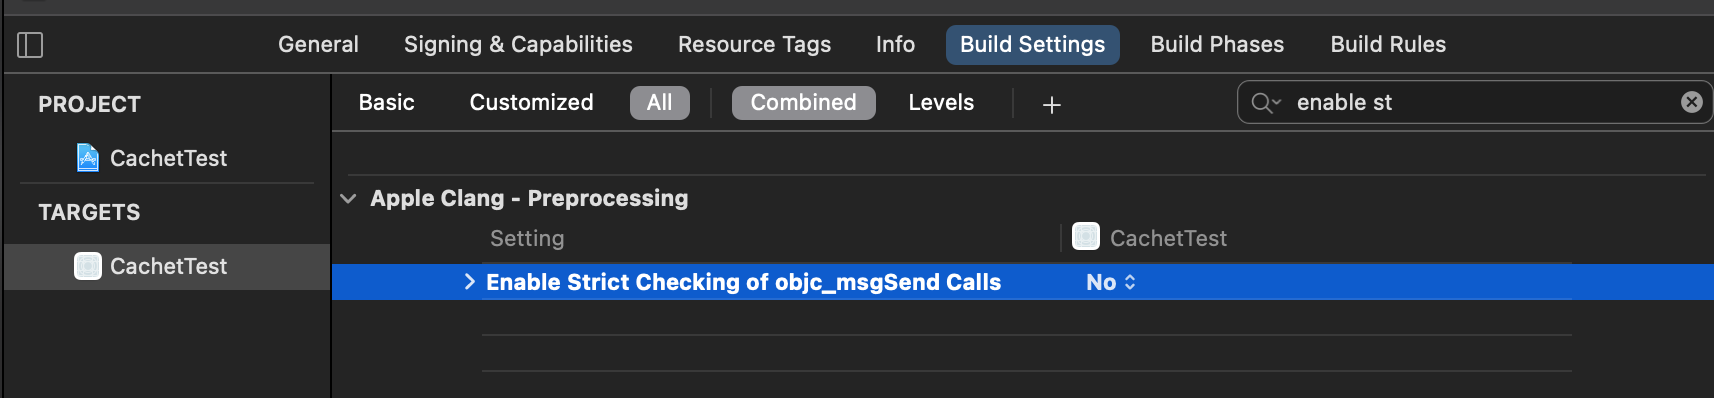 General Signing & Capabilities Resource Tags Info Build Settings Build Phases Build Rules
PROJECT
CachetTest
TARGETS
CachetTest
Basic Customized All Combined Levels + enable st
Apple Clang - Preprocessing
Setting CachetTest
Enable Strict Checking of objc_msgSend Calls No